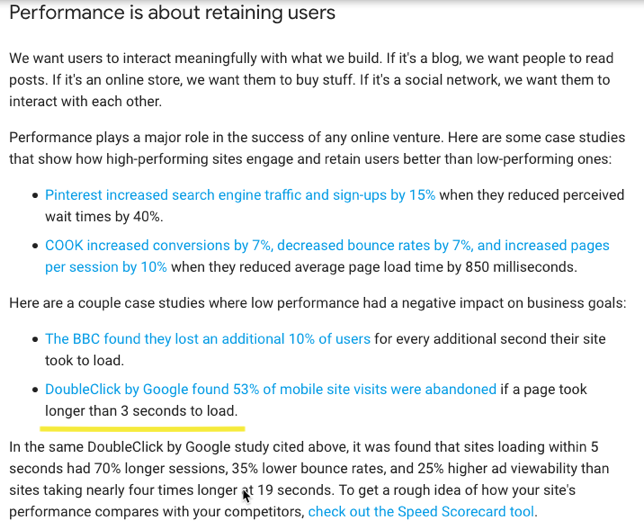 Performance is about retaining users
We want users to interact meaningfully with what we build. If it's a blog, we want people to read
posts. If it's an online store, we want them to buy stuff. If it's a social network, we want them to
interact with each other.
Performance plays a major role in the success of any online venture. Here are some case studies
that show how high-performing sites engage and retain users better than low-performing ones:
• Pinterest increased search engine traffic and sign-ups by 15% when they reduced perceived
wait times by 40%.
• COOK increased conversions by 7%, decreased bounce rates by 7%, and increased pages
per session by 10% when they reduced average page load time by 850 milliseconds.
Here are a couple case studies where low performance had a negative impact on business goals:
• The BBC found they lost an additional 10% of users for every additional second their site
took to load.
• DoubleClick by Google found 53% of mobile site visits were abandoned if a page took
longer than 3 seconds to load.
In the same DoubleClick by Google study cited above, it was found that sites loading within 5
seconds had 70% longer sessions, 35% lower bounce rates, and 25% higher ad viewability than
sites taking nearly four times longer at 19 seconds. To get a rough idea of how your site's
performance compares with your competitors, check out the Speed Scorecard tool.